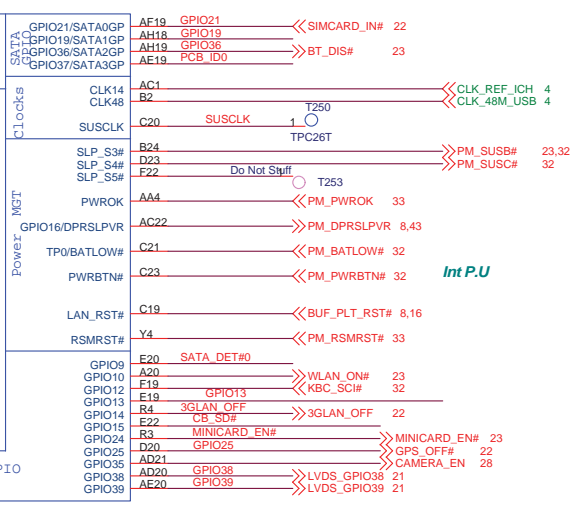 SATA
GPIO
GPIO21/SATA0GP AF19 GPIO21 SIMCARD_IN# 22
GPIO19/SATA1GP AH18 GPIO19
GPIO36/SATA2GP AH19 GPIO36 BT_DIS# 23
GPIO37/SATA3GP AE19 PCB_ID0
Clocks
CLK14 AC1 CLK_REF_ICH 4
CLK48 B2 CLK_48M_USB 4
T250
SUSCLK C20 SUSCLK 1
TPC26T
Power MGT
SLP_S3# B24 PM_SUSB# 23,32
SLP_S4# D23 PM_SUSC# 32
SLP_S5# F22 Do Not Stuff 1
T253
PWROK AA4 PM_PWROK 33
GPIO16/DPRSLPVR AC22 PM_DPRSLPVR 8,43
TP0/BATLOW# C21 PM_BATLOW# 32
PWRBTN# C23 PM_PWRBTN# 32 Int P.U
LAN_RST# C19 BUF_PLT_RST# 8,16
RSMRST# Y4 PM_RSMRST# 33
GPIO9 E20 SATA_DET#0
GPIO10 A20 WLAN_ON# 23
GPIO12 F19 KBC_SCI# 32
GPIO13 E19 GPIO13
GPIO14 R4 3GLAN_OFF 3GLAN_OFF 22
GPIO15 E22 CB_SD#
GPIO24 R3 MINICARD_EN# MINICARD_EN# 23
GPIO25 D20 GPIO25 GPS_OFF# 22
GPIO35 AD21 CAMERA_EN 28
PIO
GPIO38 AD20 GPIO38 LVDS_GPIO38 21
GPIO39 AE20 GPIO39 LVDS_GPIO39 21